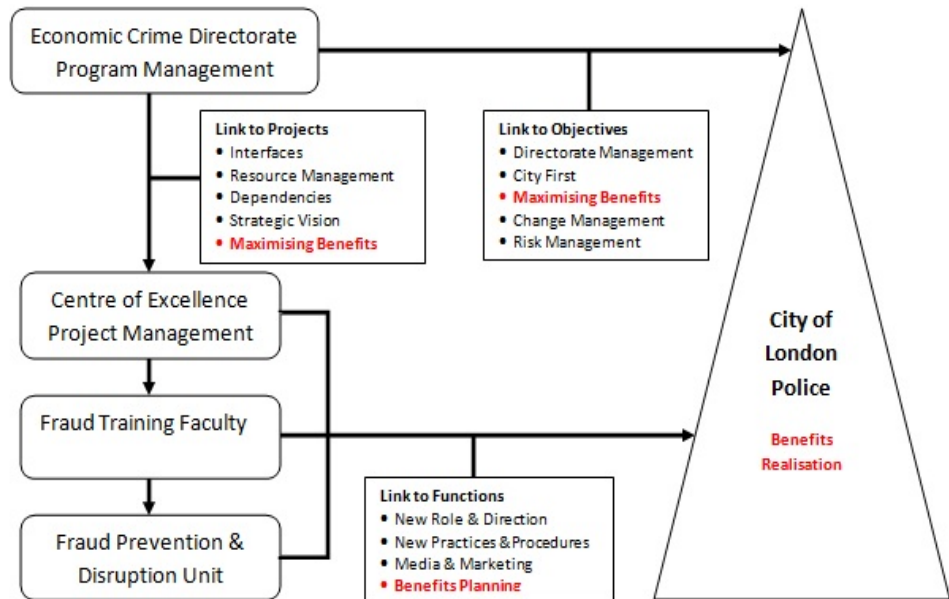 Economic Crime Directorate
Program Management
Link to Projects
• Interfaces
• Resource Management
• Dependencies
• Strategic Vision
• Maximising Benefits
Link to Objectives
• Directorate Management
• City First
• Maximising Benefits
• Change Management
• Risk Management
Centre of Excellence
Project Management
Fraud Training Faculty
Fraud Prevention &
Disruption Unit
Link to Functions
• New Role & Direction
• New Practices &Procedures
• Media & Marketing
• Benefits Planning
City of
London
Police
Benefits
Realisation